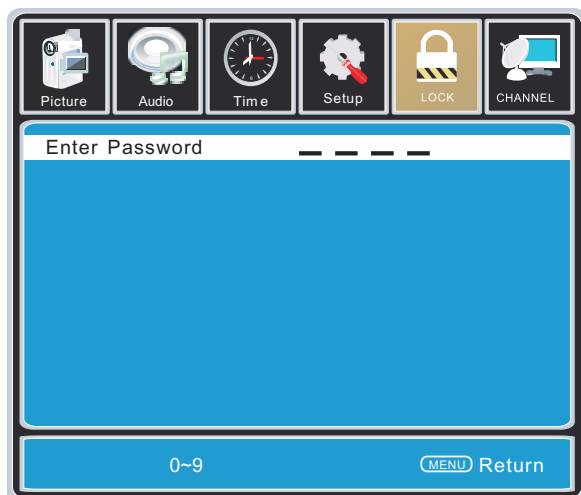 Picture Audio Time Setup LOCK CHANNEL
Enter Password _ _ _ _
0~9 MENU Return